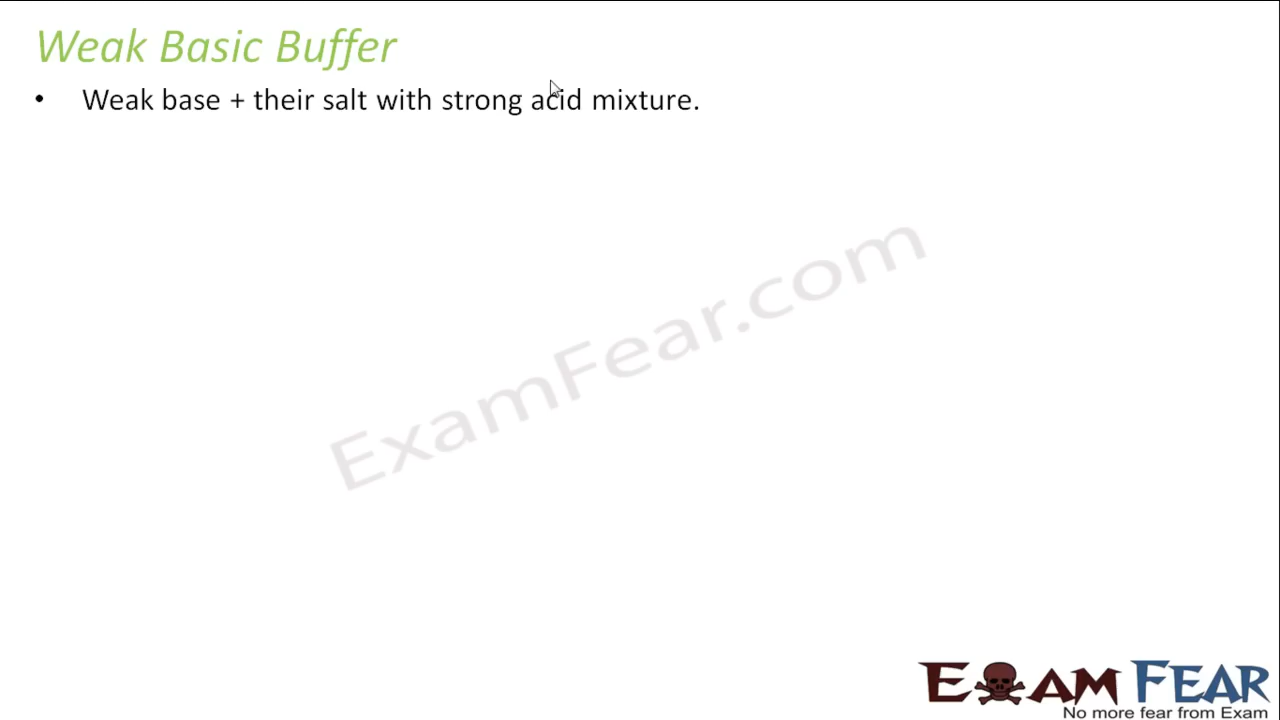 Weak Basic Buffer
• Weak base + their salt with strong acid mixture.
ExamFear.com
EXAM FEAR
No more fear from Exam